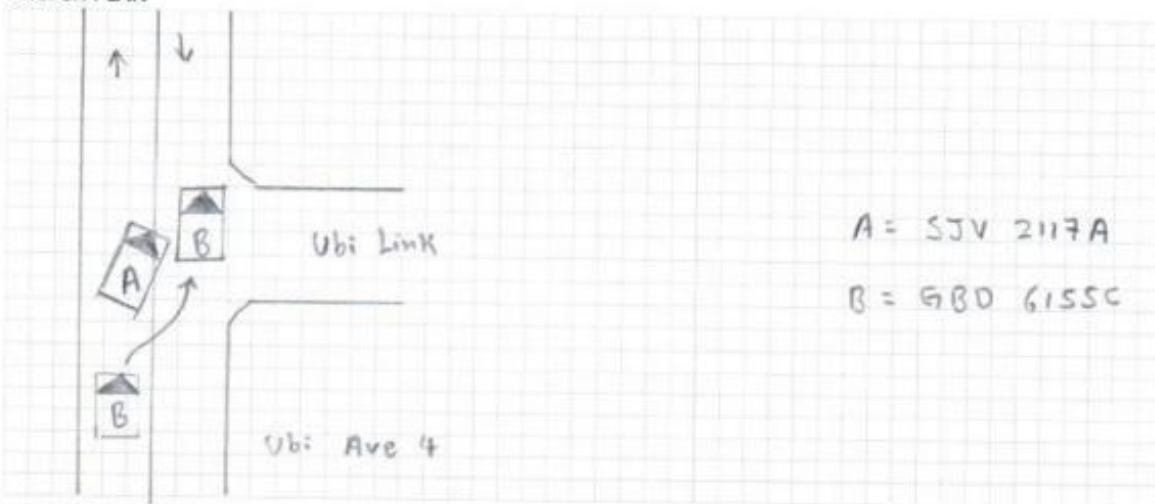 B
Ubi Link
A
B
Ubi Ave 4
A = SJV 2117A
B = GBD 6155C